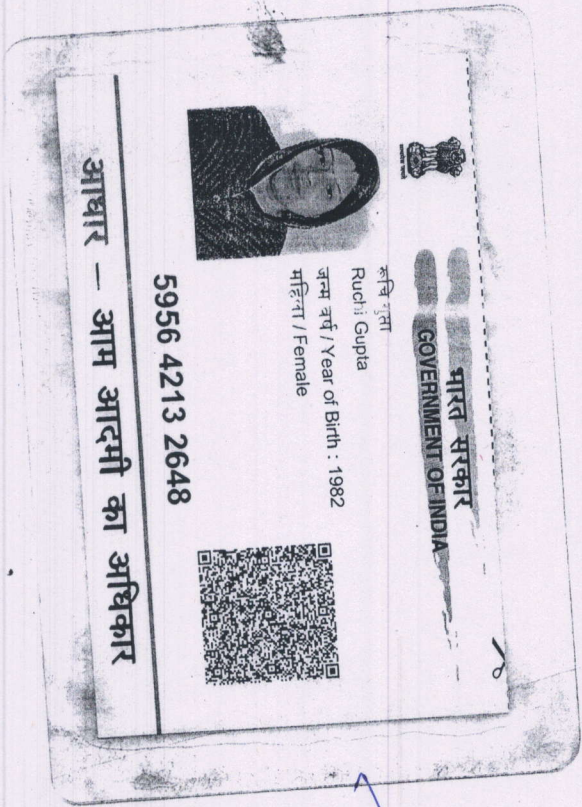 भारत सरकार
GOVERNMENT OF INDIA
रूचि गुप्ता
Ruchi Gupta
जन्म वर्ष / Year of Birth : 1982
महिला / Female
5956 4213 2648
आधार – आम आदमी का अधिकार